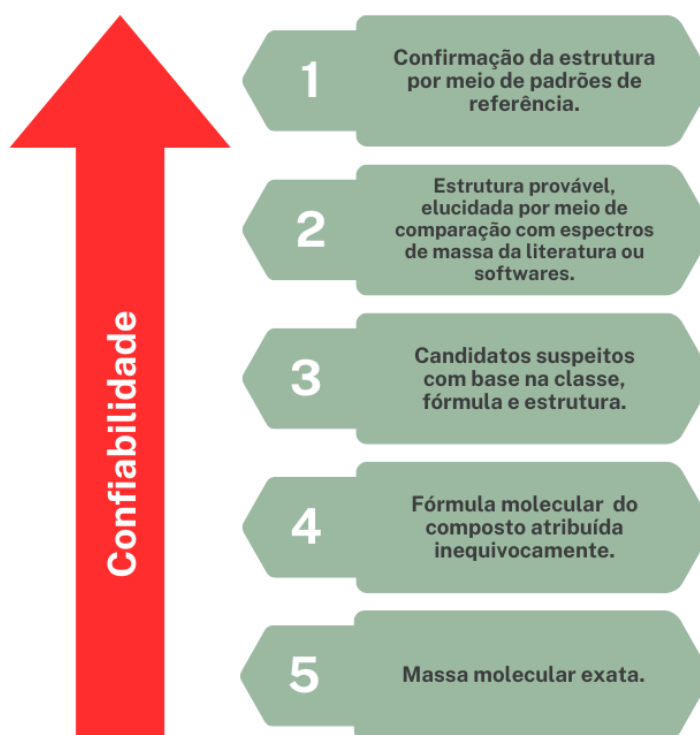 1
Confirmação da estrutura
por meio de padrões de
referência.
2
Estrutura provável,
elucidada por meio de
comparação com espectros
de massa da literatura ou
softwares.
3
Candidatos suspeitos
com base na classe,
fórmula e estrutura.
4
Fórmula molecular do
composto atribuída
inequivocamente.
5
Massa molecular exata.
Confiabilidade